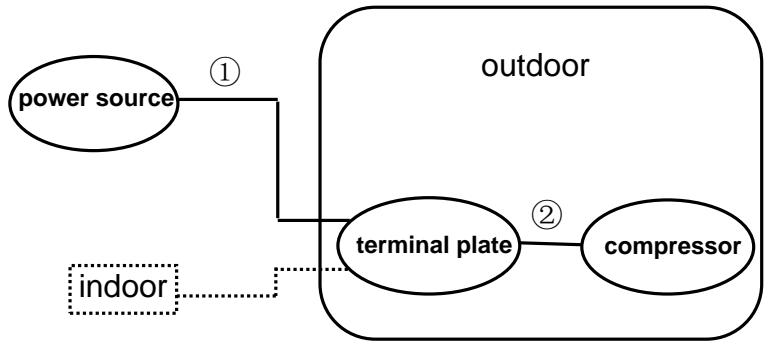 outdoor
①
power source
②
terminal plate
compressor
indoor